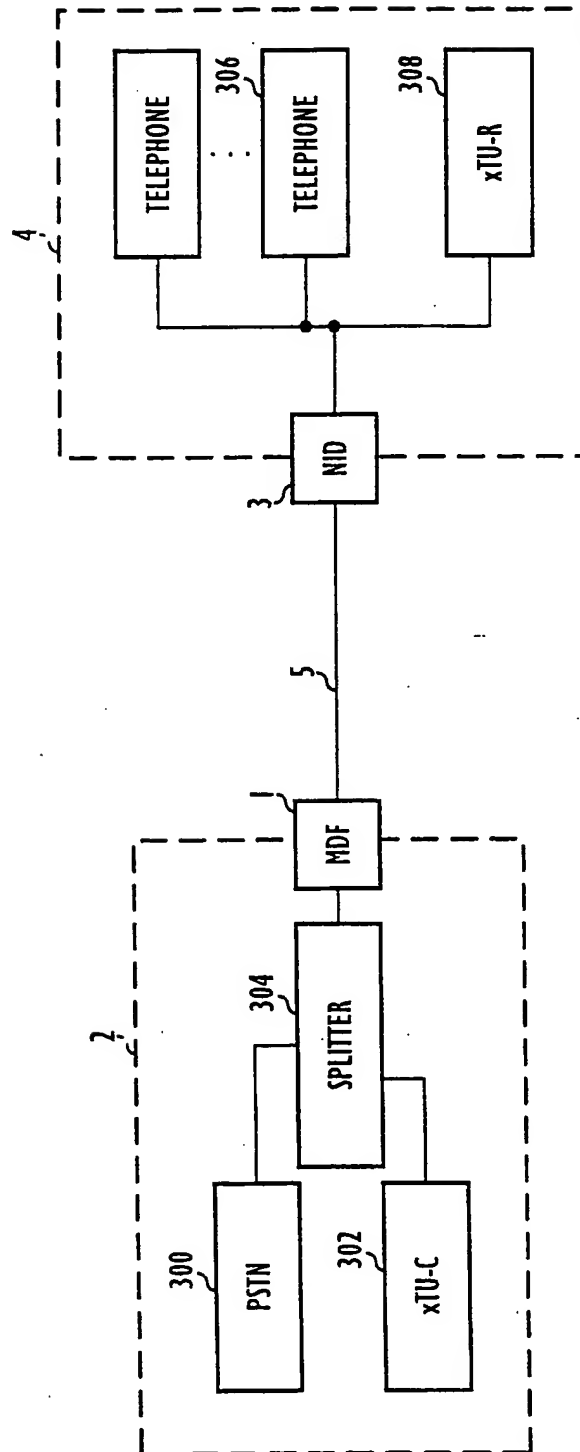 2
300
PSTN
302
xTU-C
304
SPLITTER
1
MDF
5
3
NID
4
TELEPHONE
306
TELEPHONE
308
xTU-R